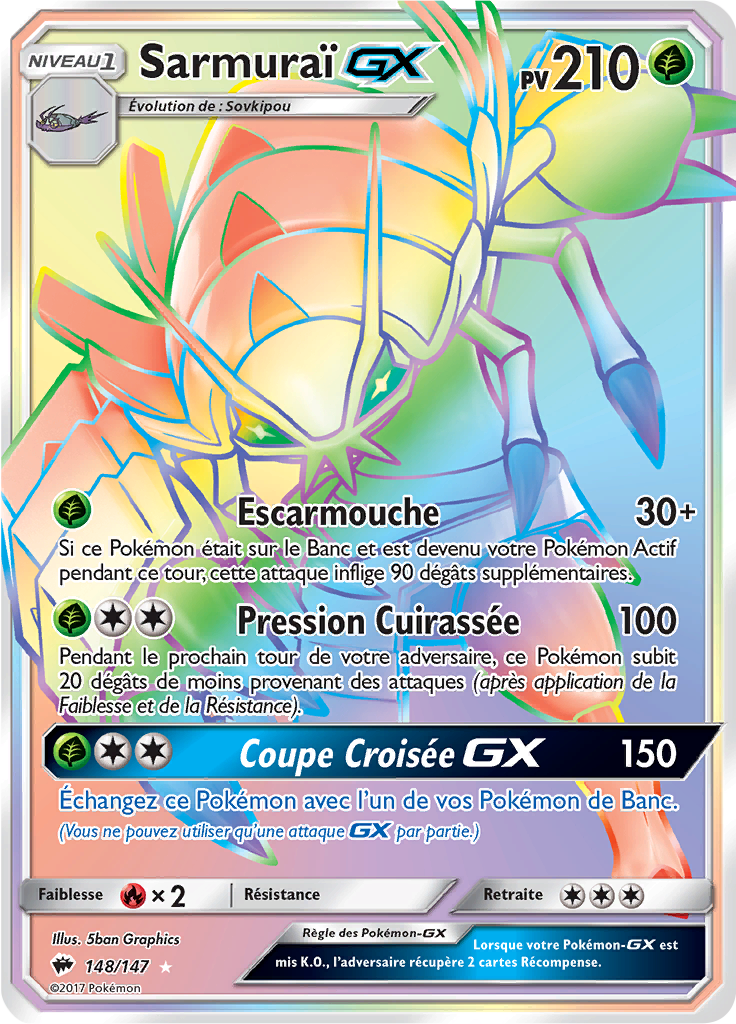 NIVEAU1
Sarmuraï GX
PV210
Évolution de : Sovkipou
Escarmouche 30+
Si ce Pokémon était sur le Banc et est devenu votre Pokémon Actif
pendant ce tour, cette attaque inflige 90 dégâts supplémentaires.
Pression Cuirassée 100
Pendant le prochain tour de votre adversaire, ce Pokémon subit
20 dégâts de moins provenant des attaques (après application de la
Faiblesse et de la Résistance).
Coupe Croisée GX 150
Échangez ce Pokémon avec l'un de vos Pokémon de Banc.
(Vous ne pouvez utiliser qu'une attaque GX par partie.)
Faiblesse ×2 Résistance Retraite
Illus. 5ban Graphics
148/147
©2017 Pokémon
Règle des Pokémon-GX
Lorsque votre Pokémon-GX est
mis K.O., l'adversaire récupère 2 cartes Récompense.